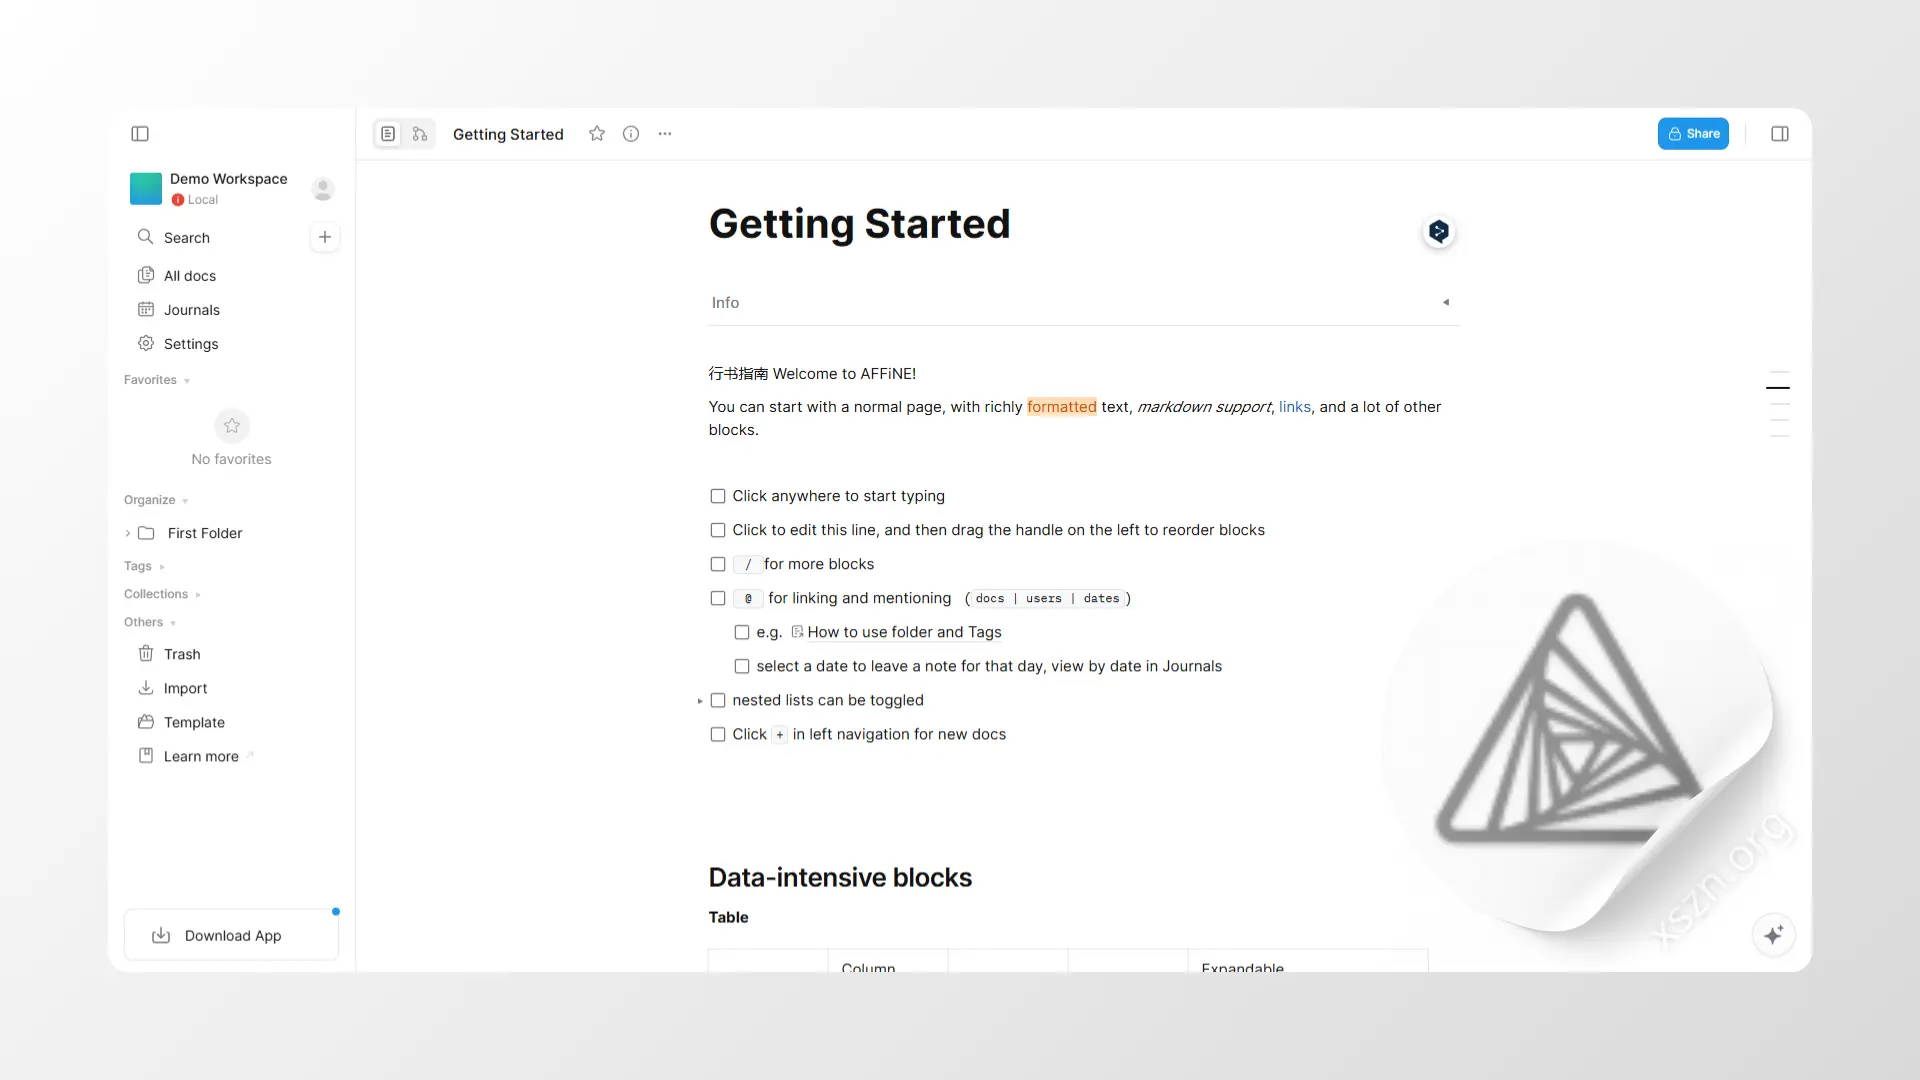 Getting Started
Share
Demo Workspace
Local
Search
All docs
Journals
Settings
Favorites
No favorites
Organize
First Folder
Tags
Collections
Others
Trash
Import
Template
Learn more
Download App
Getting Started
Info
行书指南 Welcome to AFFiNE!
You can start with a normal page, with richly formatted text, markdown support, links, and a lot of other
blocks.
Click anywhere to start typing
Click to edit this line, and then drag the handle on the left to reorder blocks
/ for more blocks
@ for linking and mentioning (docs | users | dates)
e.g. How to use folder and Tags
select a date to leave a note for that day, view by date in Journals
nested lists can be toggled
Click + in left navigation for new docs
Data-intensive blocks
Table
Column Expandable
xszn.org